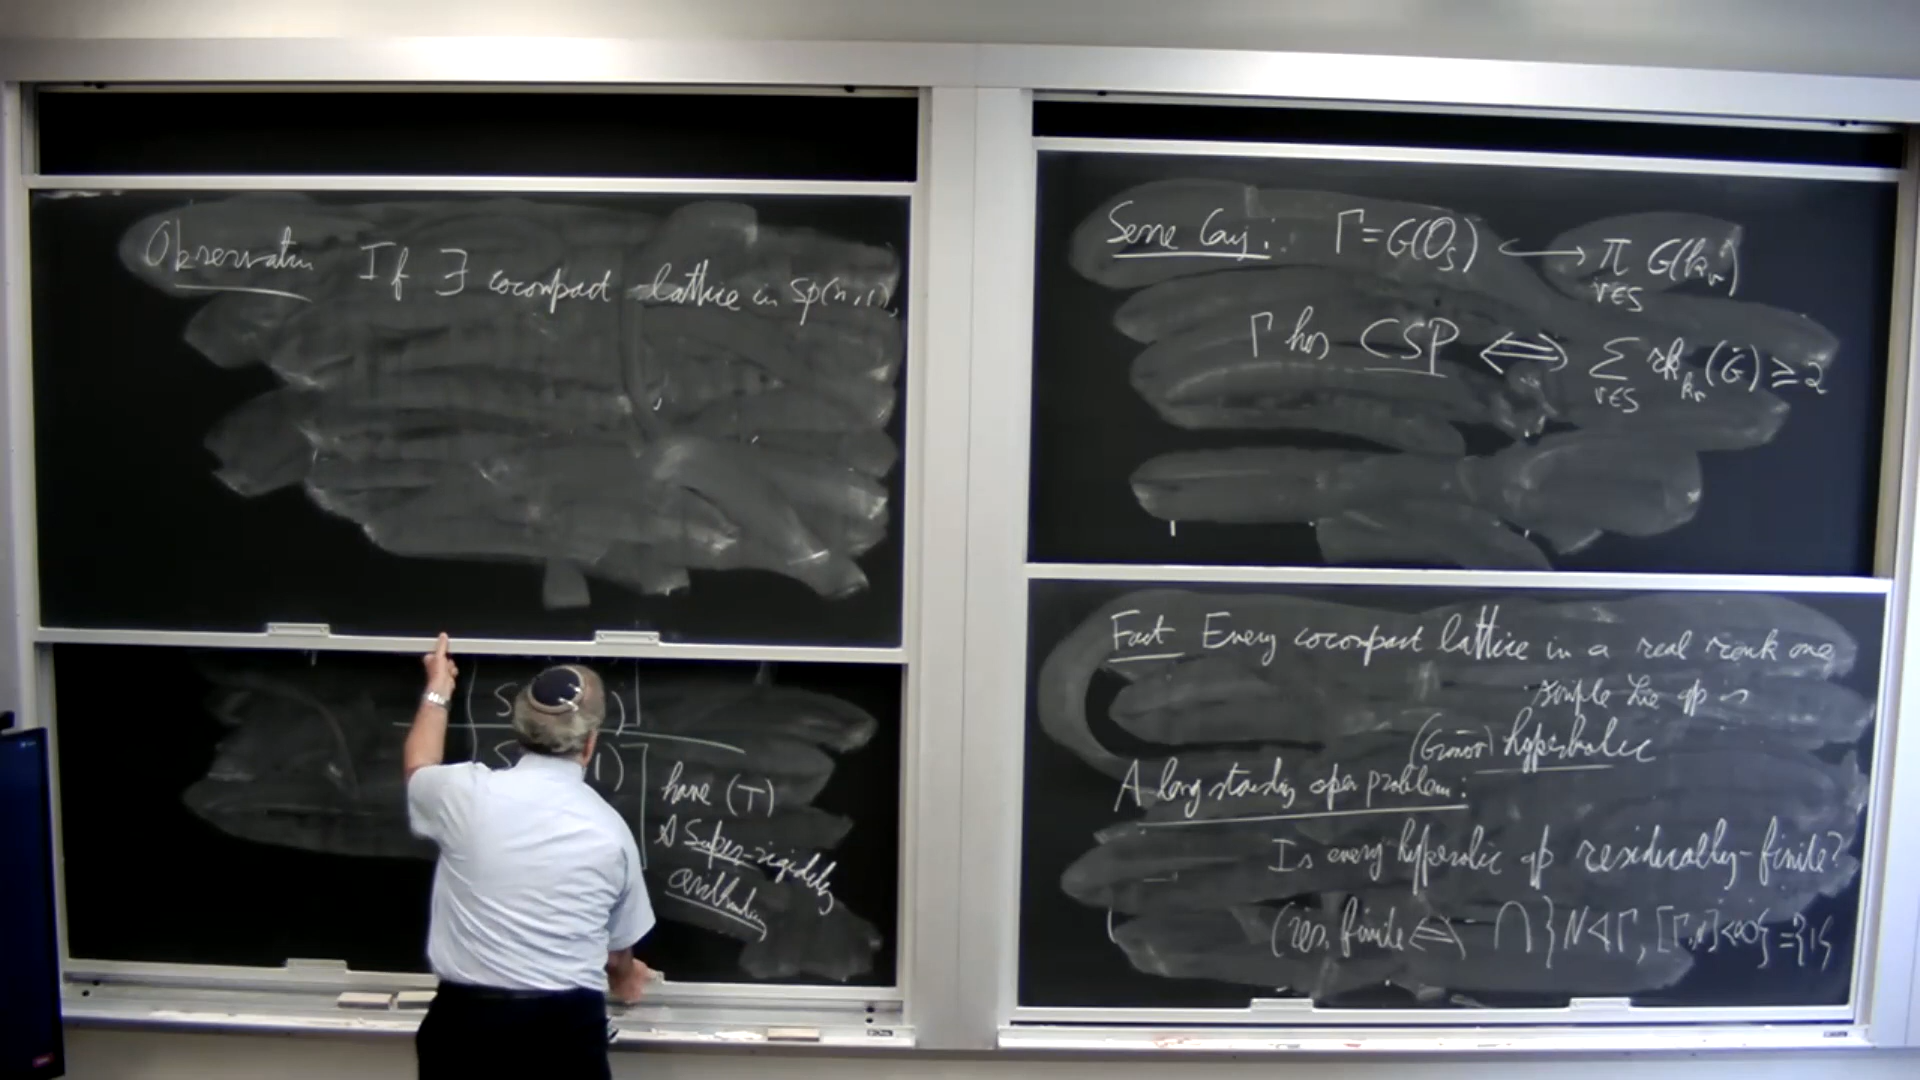 Observation If ∃ cocompact lattice in Sp(n,1),
have (T)
& Super-rigidity
arithmeticity
Serre Conj: Γ=G(O_S) ↪ π G(k_v)
v∈S
Γ has CSP ⟺ Σ rk_{k_v}(G) ≥ 2
v∈S
Fact Every cocompact lattice in a real rank one
simple Lie gp is
(Gromov) hyperbolic
A long standing open problem:
Is every hyperbolic gp residually-finite?
(res. finite ⟺ ∩{N◁Γ, [Γ:N]<∞}={1}